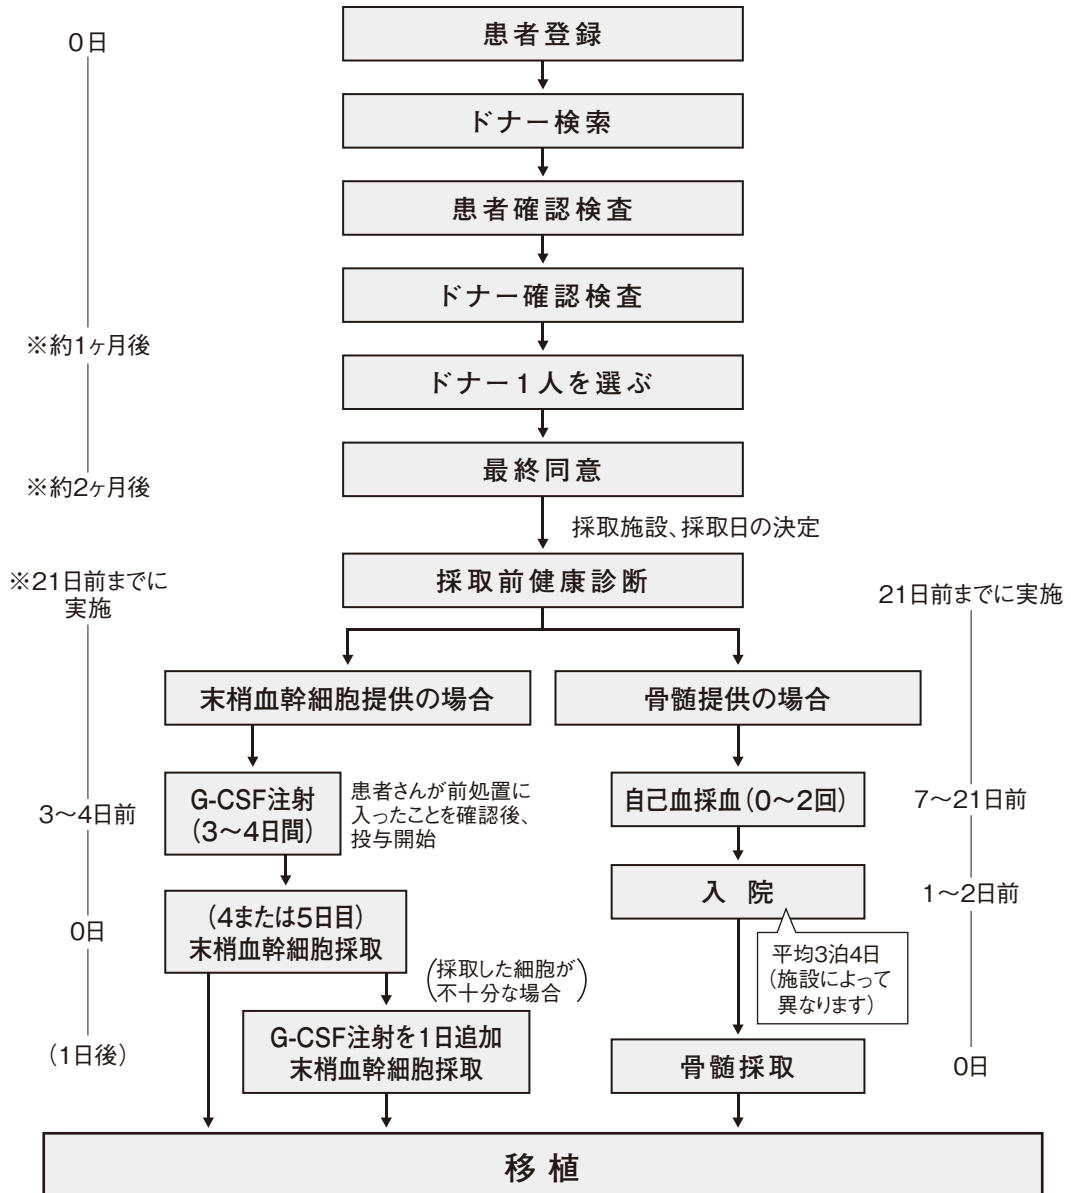 0日
患者登録
ドナー検索
患者確認検査
ドナー確認検査
※約1ヶ月後
ドナー1人を選ぶ
※約2ヶ月後
最終同意
採取施設、採取日の決定
※21日前までに
実施
採取前健康診断
21日前までに実施
末梢血幹細胞提供の場合
骨髄提供の場合
3〜4日前
G-CSF注射
(3〜4日間)
患者さんが前処置に
入ったことを確認後、
投与開始
自己血採血(0〜2回)
7〜21日前
入 院
1〜2日前
平均3泊4日
(施設によって
異なります)
0日
(4または5日目)
末梢血幹細胞採取
(採取した細胞が
不十分な場合)
(1日後)
G-CSF注射を1日追加
末梢血幹細胞採取
骨髄採取
0日
移植